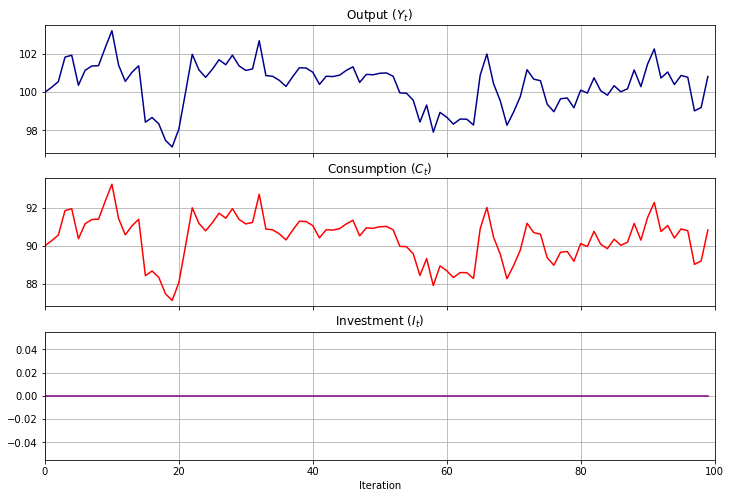 Output (Y_t)
102
100
98
Consumption (C_t)
92
90
88
Investment (I_t)
0.04
0.02
0.00
−0.02
−0.04
0 20 40 60 80 100
Iteration